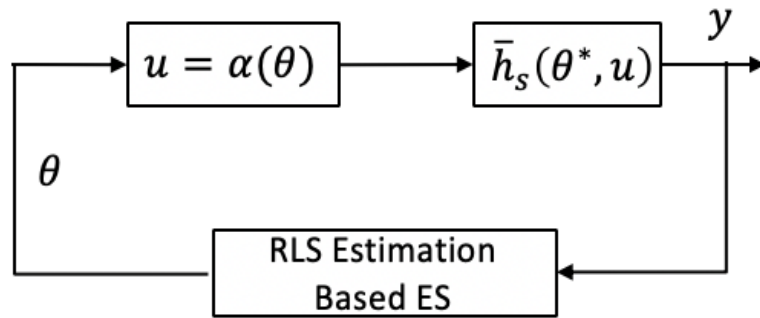 y
u = α(θ)
h̄ₛ(θ*, u)
θ
RLS Estimation
Based ES